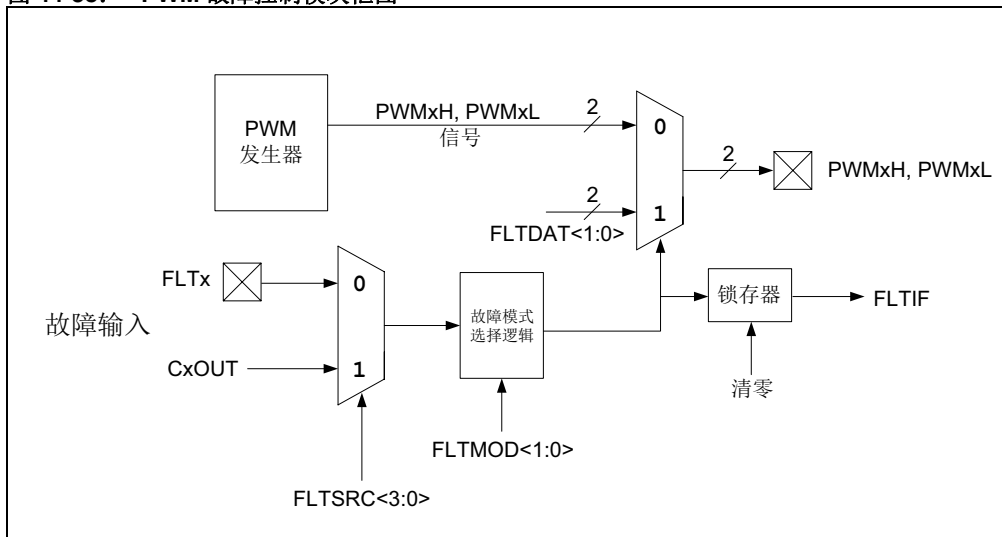 PWM
发生器
PWMxH, PWMxL
信号
2
0
2
1
FLTDAT<1:0>
2
PWMxH, PWMxL
FLTx
0
故障输入
CxOUT
1
故障模式
选择逻辑
锁存器
FLTIF
清零
FLTMOD<1:0>
FLTSRC<3:0>